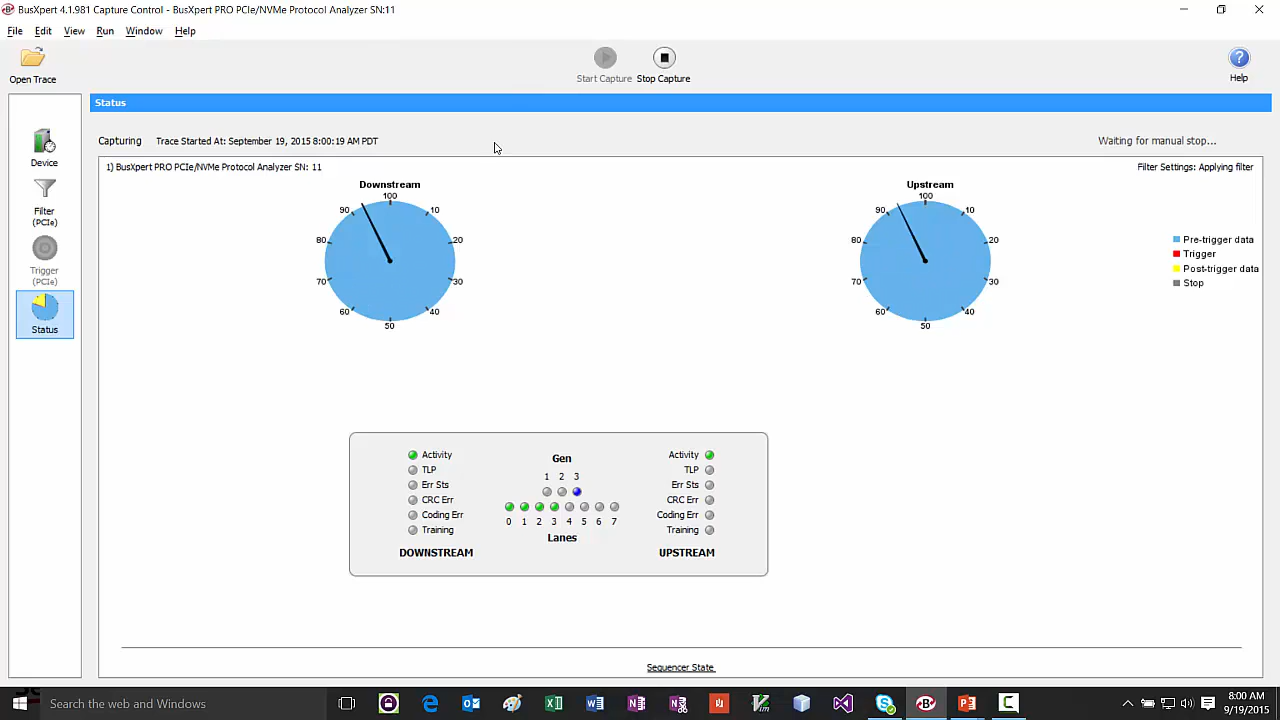 BusXpert 4.1.981 Capture Control - BusXpert PRO PCIe/NVMe Protocol Analyzer SN:11
File Edit View Run Window Help
Open Trace
Start Capture Stop Capture
Help
Device
Filter
(PCIe)
Trigger
(PCIe)
Status
Status
Capturing Trace Started At: September 19, 2015 8:00:19 AM PDT
Waiting for manual stop...
1) BusXpert PRO PCIe/NVMe Protocol Analyzer SN: 11
Filter Settings: Applying filter
Downstream
100
90 10
80 20
70 30
60 40
50
Upstream
100
90 10
80 20
70 30
60 40
50
Pre-trigger data
Trigger
Post-trigger data
Stop
Activity
TLP
Err Sts
CRC Err
Coding Err
Training
DOWNSTREAM
Gen
1 2 3
0 1 2 3 4 5 6 7
Lanes
Activity
TLP
Err Sts
CRC Err
Coding Err
Training
UPSTREAM
Sequencer State
Search the web and Windows
8:00 AM
9/19/2015